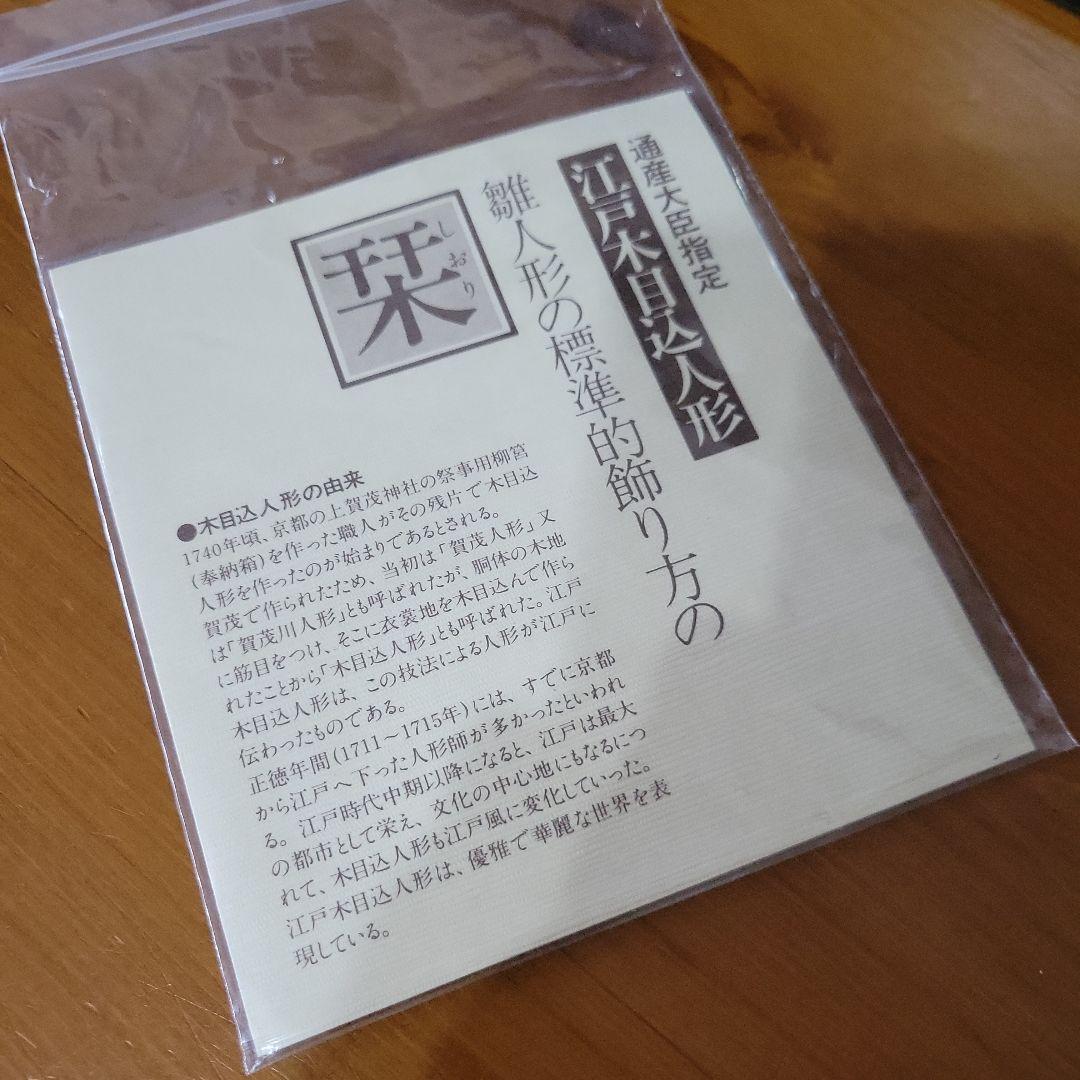 通産大臣指定
江戸木目込人形
雛人形の標準的飾り方の
栞
しおり
●木目込人形の由来
1740年頃、京都の上賀茂神社の祭事用柳筥
(奉納箱)を作った職人がその残片で木目込
人形を作ったのが始まりであるとされる。
賀茂で作られたため、当初は「賀茂人形」又
は「賀茂川人形」とも呼ばれたが、胴体の木地
に筋目をつけ、そこに衣裳地を木目込んで作ら
れたことから「木目込人形」とも呼ばれた。江戸
木目込人形は、この技法による人形が江戸に
伝わったものである。
正徳年間(1711〜1715年)には、すでに京都
から江戸へ下った人形師が多かったといわれ
る。江戸時代中期以降になると、江戸は最大
の都市として栄え、文化の中心地にもなるにつ
れて、木目込人形も江戸風に変化していった。
江戸木目込人形は、優雅で華麗な世界を表
現している。